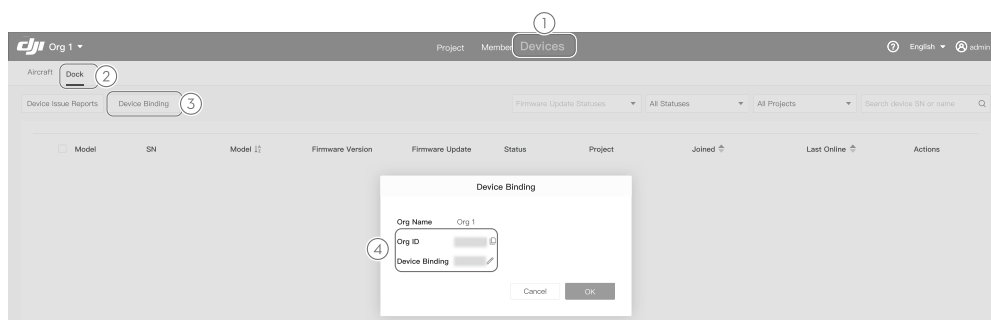 1
dji Org 1 Project Members Devices English admin
Aircraft Dock 2
Device Issue Reports Device Binding 3 Firmware Update Statuses All Statuses All Projects Search device SN or name
Model SN Model Firmware Version Firmware Update Status Project Joined Last Online Actions
Device Binding
Org Name Org 1
4
Org ID
Device Binding
Cancel OK